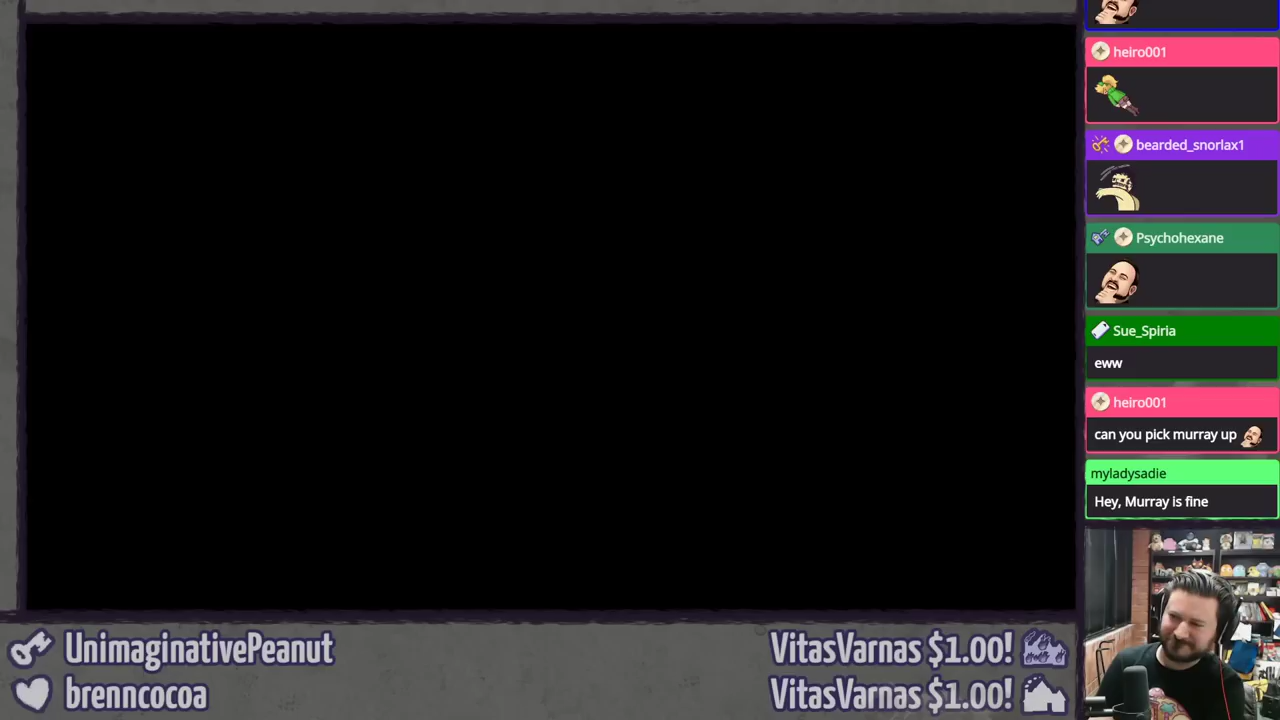 heiro001
bearded_snorlax1
Psychohexane
Sue_Spiria
eww
heiro001
can you pick murray up
myladysadie
Hey, Murray is fine
UnimaginativePeanut
VitasVarnas $1.00!
brenncocoa
VitasVarnas $1.00!